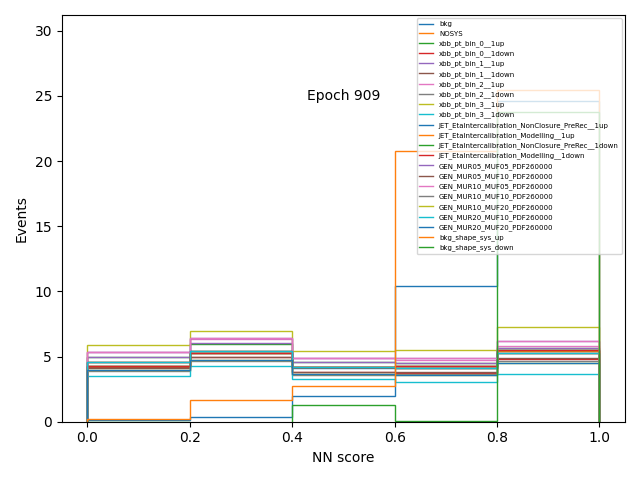 30
25
20
15
10
5
0
Events
0.0
0.2
0.4
0.6
0.8
1.0
NN score
Epoch 909
bkg
NOSYS
xbb_pt_bin_0__1up
xbb_pt_bin_0__1down
xbb_pt_bin_1__1up
xbb_pt_bin_1__1down
xbb_pt_bin_2__1up
xbb_pt_bin_2__1down
xbb_pt_bin_3__1up
xbb_pt_bin_3__1down
JET_EtaIntercalibration_NonClosure_PreRec__1up
JET_EtaIntercalibration_Modelling__1up
JET_EtaIntercalibration_NonClosure_PreRec__1down
JET_EtaIntercalibration_Modelling__1down
GEN_MUR05_MUF05_PDF260000
GEN_MUR05_MUF10_PDF260000
GEN_MUR10_MUF05_PDF260000
GEN_MUR10_MUF10_PDF260000
GEN_MUR10_MUF20_PDF260000
GEN_MUR20_MUF10_PDF260000
GEN_MUR20_MUF20_PDF260000
bkg_shape_sys_up
bkg_shape_sys_down